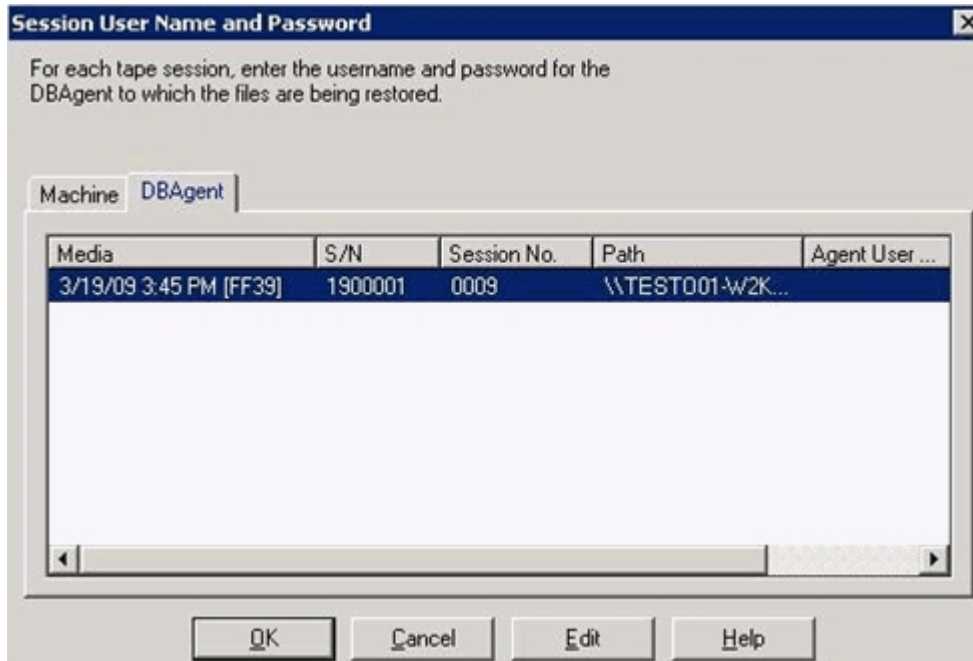 Session User Name and Password
For each tape session, enter the username and password for the
DBAgent to which the files are being restored.
Machine DBAgent
Media S/N Session No. Path Agent User ...
3/19/09 3:45 PM [FF39] 1900001 0009 \\TESTO01-W2K...
OK Cancel Edit Help